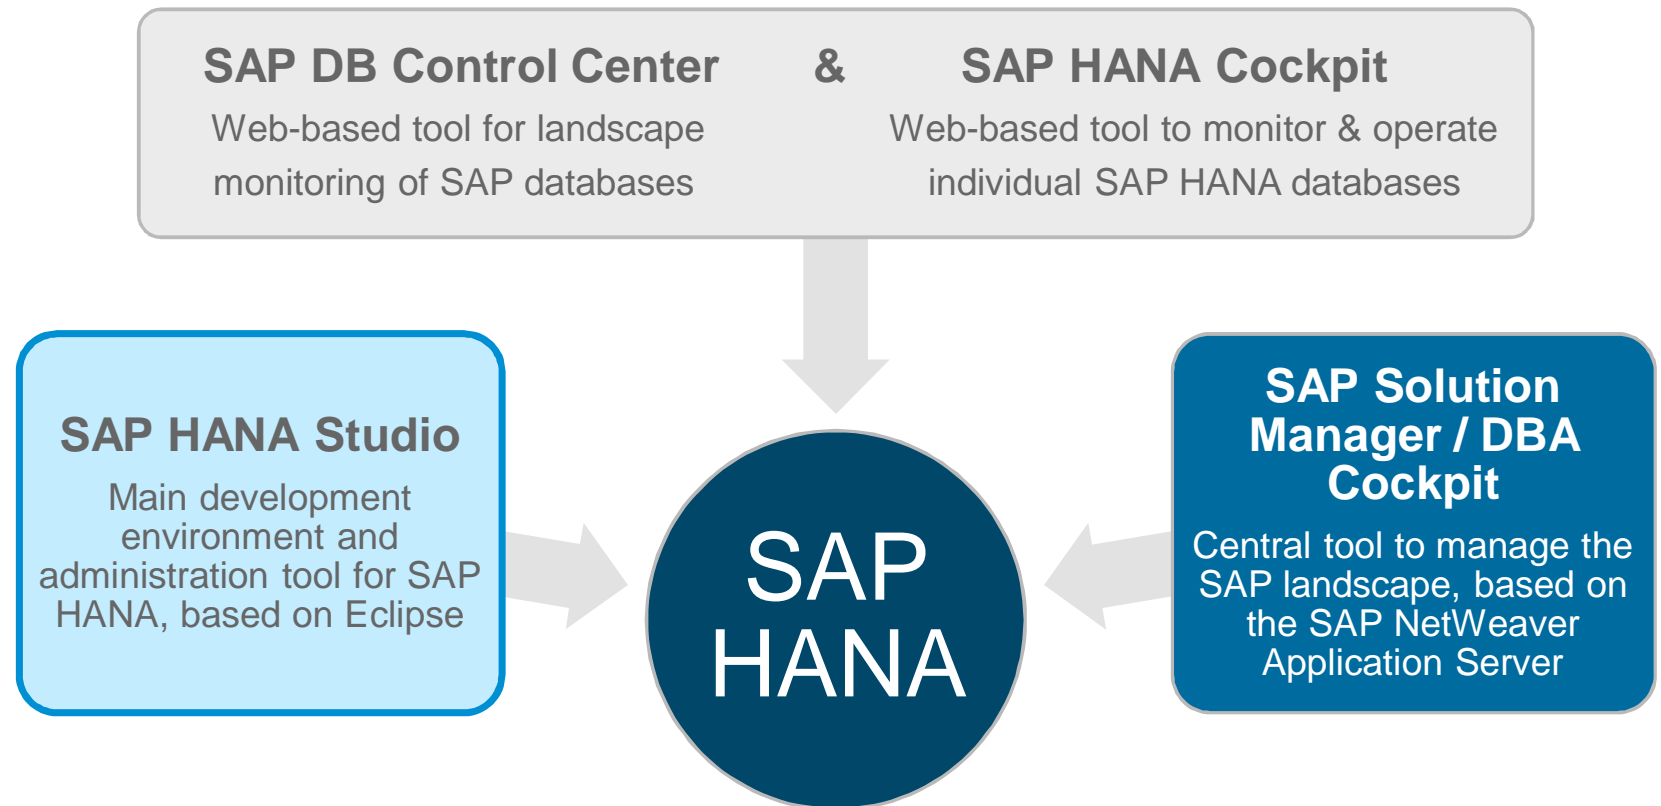 SAP DB Control Center & SAP HANA Cockpit
Web-based tool for landscape
monitoring of SAP databases
Web-based tool to monitor & operate
individual SAP HANA databases
SAP HANA Studio
Main development
environment and
administration tool for SAP
HANA, based on Eclipse
SAP
HANA
SAP Solution
Manager / DBA
Cockpit
Central tool to manage the
SAP landscape, based on
the SAP NetWeaver
Application Server